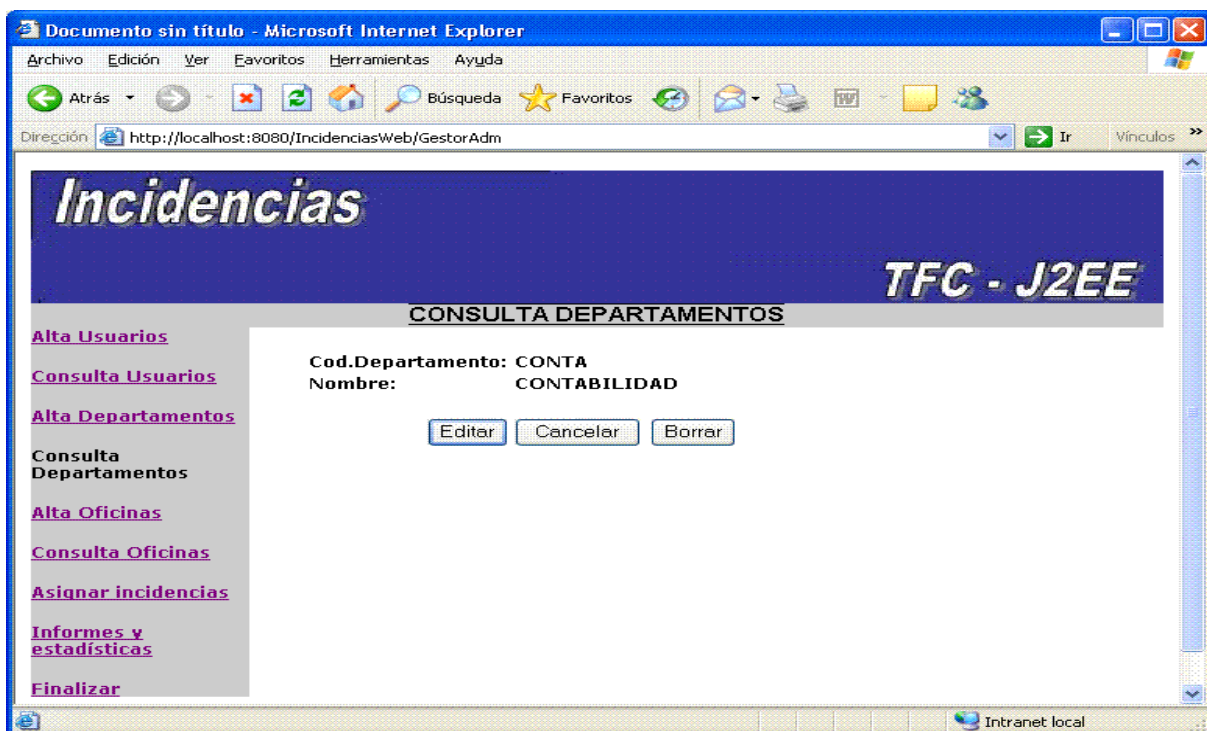 Documento sin título - Microsoft Internet Explorer
Archivo Edición Ver Favoritos Herramientas Ayuda
Atrás Búsqueda Favoritos
Dirección http://localhost:8080/IncidenciasWeb/GestorAdm Ir Vínculos »
Incidencias
TFC - J2EE
CONSULTA DEPARTAMENTOS
Alta Usuarios
Consulta Usuarios
Alta Departamentos
Consulta
Departamentos
Alta Oficinas
Consulta Oficinas
Asignar incidencias
Informes y
estadísticas
Finalizar
Cod.Departamento: CONTA
Nombre: CONTABILIDAD
Editar Cancelar Borrar
Intranet local